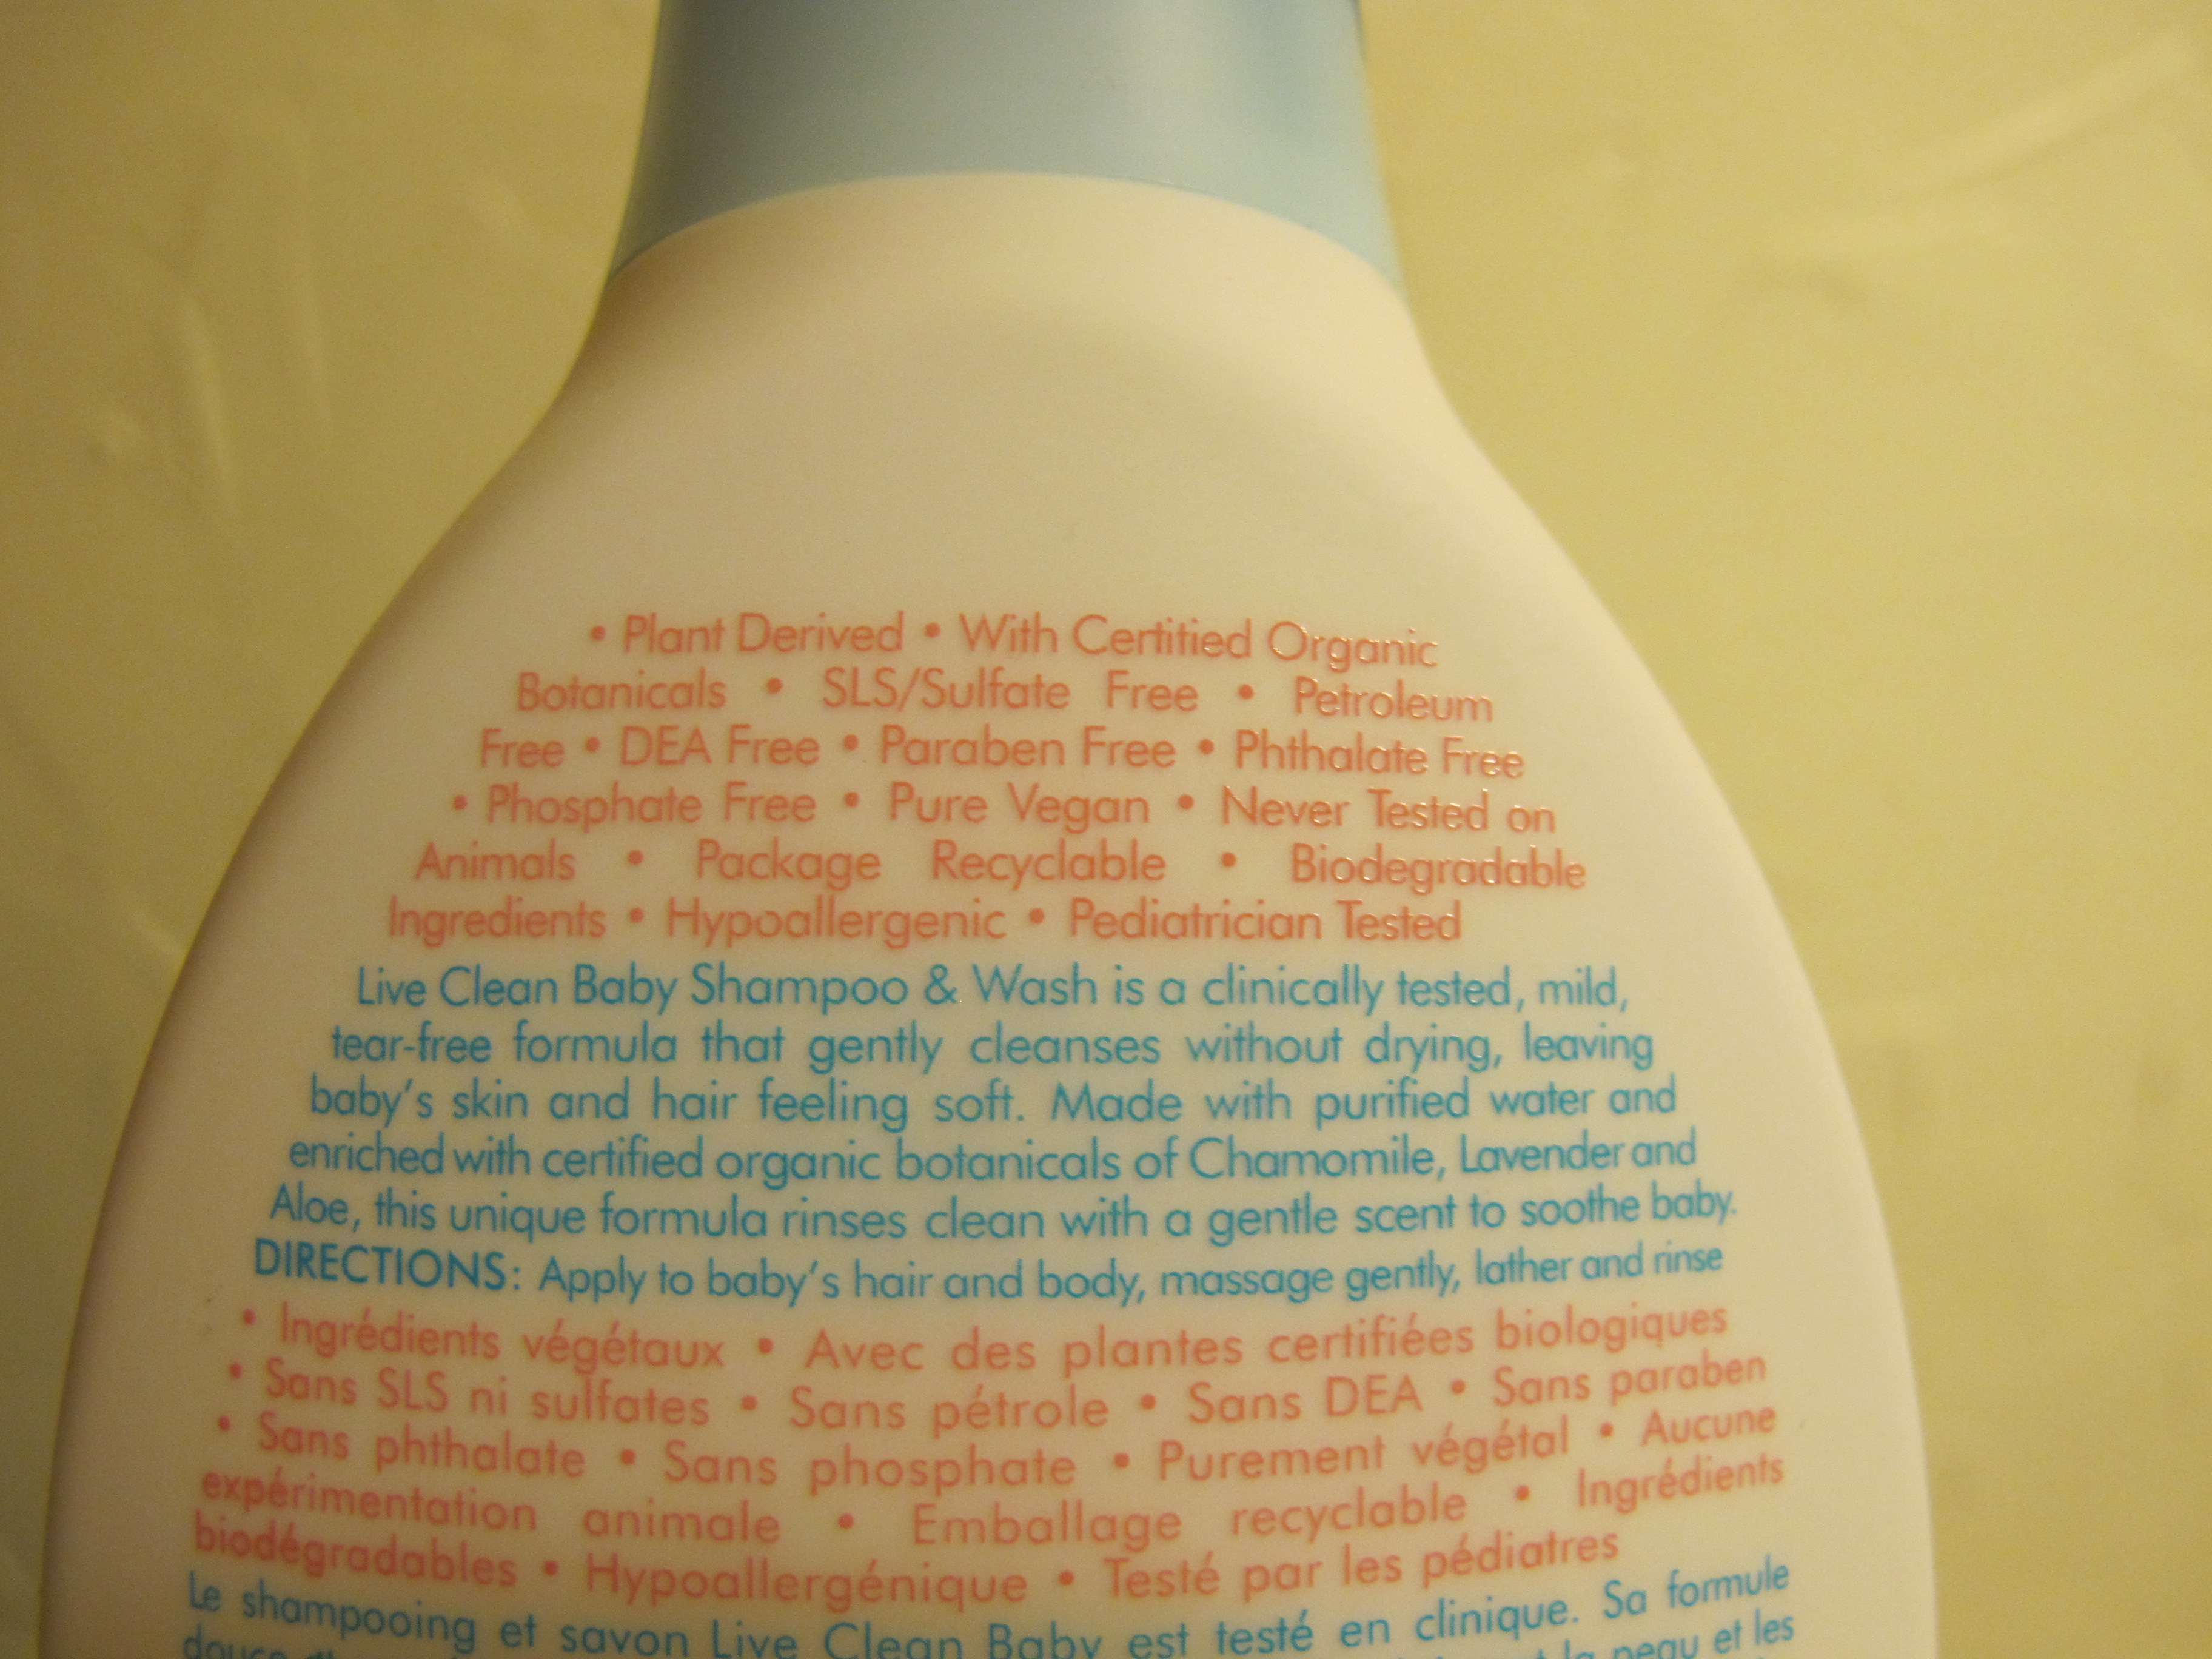 • Plant Derived • With Certified Organic
Botanicals • SLS/Sulfate Free • Petroleum
Free • DEA Free • Paraben Free • Phthalate Free
• Phosphate Free • Pure Vegan • Never Tested on
Animals • Package Recyclable • Biodegradable
Ingredients • Hypoallergenic • Pediatrician Tested
Live Clean Baby Shampoo & Wash is a clinically tested, mild,
tear-free formula that gently cleanses without drying, leaving
baby's skin and hair feeling soft. Made with purified water and
enriched with certified organic botanicals of Chamomile, Lavender and
Aloe, this unique formula rinses clean with a gentle scent to soothe baby.
DIRECTIONS: Apply to baby's hair and body, massage gently, lather and rinse
• Ingrédients végétaux • Avec des plantes certifiées biologiques
• Sans SLS ni sulfates • Sans pétrole • Sans DEA • Sans paraben
• Sans phthalate • Sans phosphate • Purement végétal • Aucune
expérimentation animale • Emballage recyclable • Ingrédients
biodégradables • Hypoallergénique • Testé par les pédiatres
Le shampooing et savon Live Clean Baby est testé en clinique. Sa formule
douce la peau et les